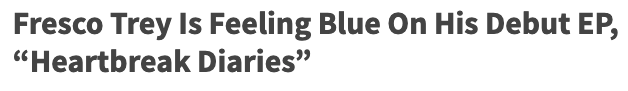 Fresco Trey Is Feeling Blue On His Debut EP,
“Heartbreak Diaries”